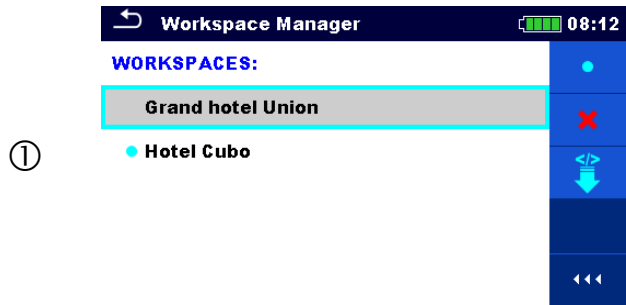 Workspace Manager 08:12
WORKSPACES:
Grand hotel Union
① Hotel Cubo
</>